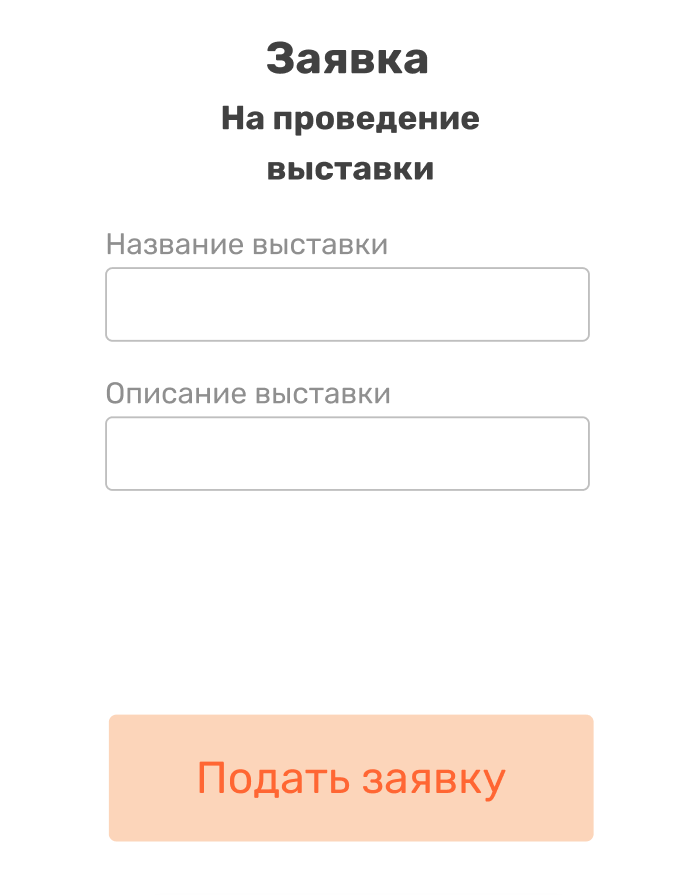 Заявка
На проведение
выставки
Название выставки
Описание выставки
Подать заявку